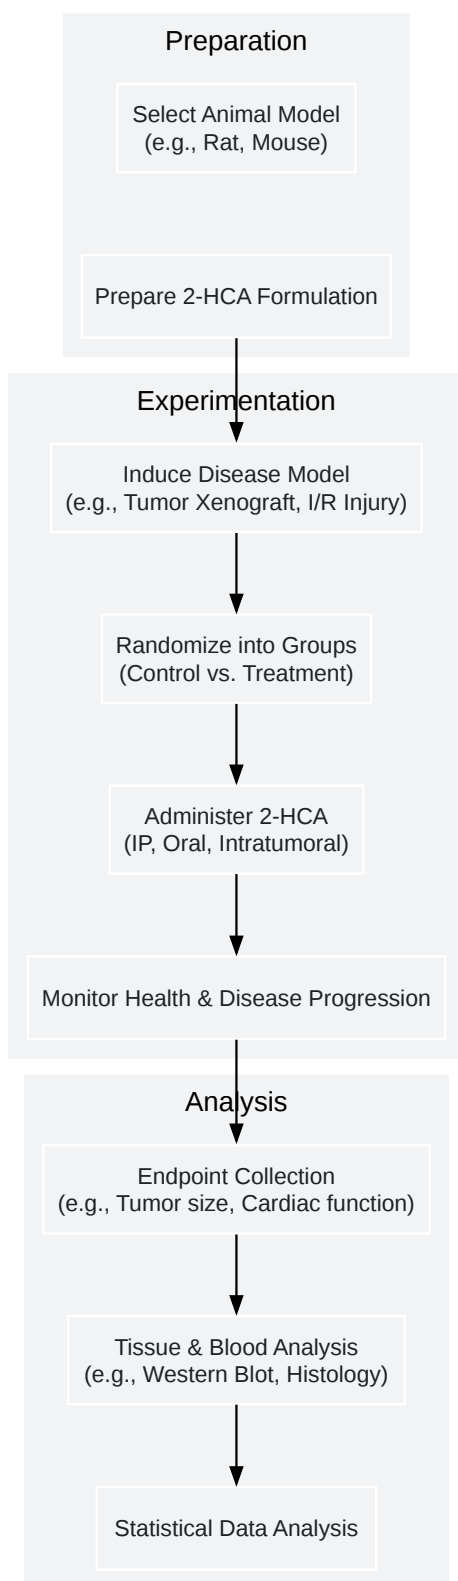 Preparation
Select Animal Model
(e.g., Rat, Mouse)
Prepare 2-HCA Formulation
Experimentation
Induce Disease Model
(e.g., Tumor Xenograft, I/R Injury)
Randomize into Groups
(Control vs. Treatment)
Administer 2-HCA
(IP, Oral, Intratumoral)
Monitor Health & Disease Progression
Analysis
Endpoint Collection
(e.g., Tumor size, Cardiac function)
Tissue & Blood Analysis
(e.g., Western Blot, Histology)
Statistical Data Analysis